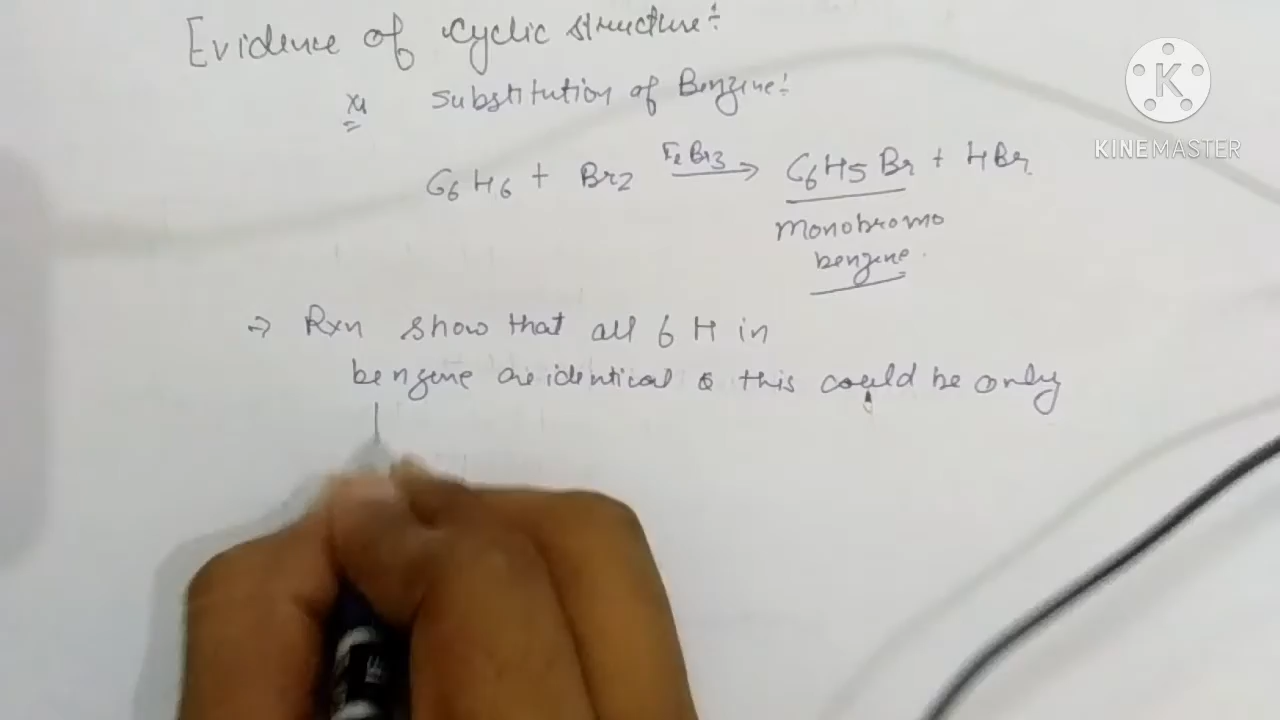 Evidence of cyclic structure:
Substitution of Benzene:
C6H6 + Br2 FeBr3 → C6H5Br + HBr
monobromo
benzene
→ Rxn show that all 6 H in
benzene are identical & this could be only
K
KINEMASTER